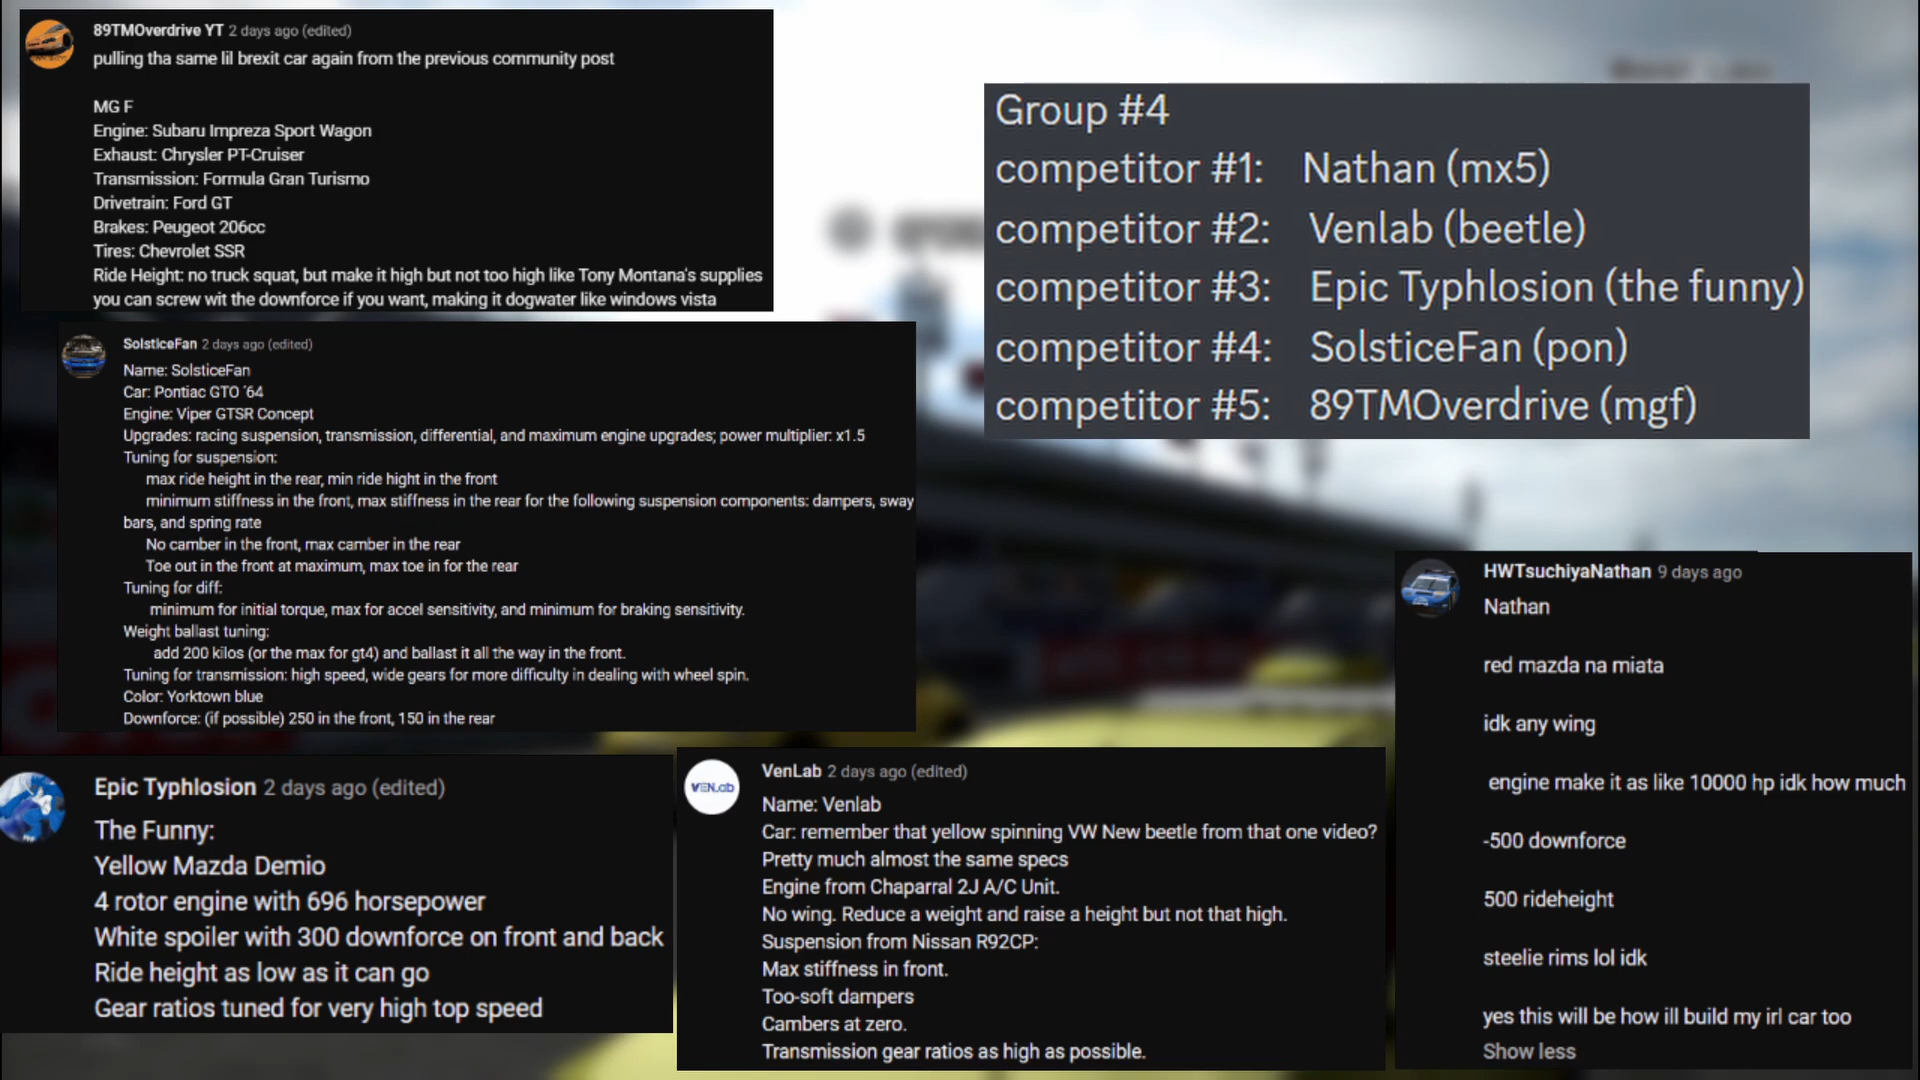 89TMOverdrive YT 2 days ago (edited)
pulling tha same lil brexit car again from the previous community post
MG F
Engine: Subaru Impreza Sport Wagon
Exhaust: Chrysler PT-Cruiser
Transmission: Formula Gran Turismo
Drivetrain: Ford GT
Brakes: Peugeot 206cc
Tires: Chevrolet SSR
Ride Height: no truck squat, but make it high but not too high like Tony Montana's supplies
you can screw wit the downforce if you want, making it dogwater like windows vista
Group #4
competitor #1: Nathan (mx5)
competitor #2: Venlab (beetle)
competitor #3: Epic Typhlosion (the funny)
competitor #4: SolsticeFan (pon)
competitor #5: 89TMOverdrive (mgf)
SolsticeFan 2 days ago (edited)
Name: SolsticeFan
Car: Pontiac GTO ´64
Engine: Viper GTSR Concept
Upgrades: racing suspension, transmission, differential, and maximum engine upgrades; power multiplier: x1.5
Tuning for suspension:
max ride height in the rear, min ride hight in the front
minimum stiffness in the front, max stiffness in the rear for the following suspension components: dampers, sway
bars, and spring rate
No camber in the front, max camber in the rear
Toe out in the front at maximum, max toe in for the rear
Tuning for diff:
minimum for initial torque, max for accel sensitivity, and minimum for braking sensitivity.
Weight ballast tuning:
add 200 kilos (or the max for gt4) and ballast it all the way in the front.
Tuning for transmission: high speed, wide gears for more difficulty in dealing with wheel spin.
Color: Yorktown blue
Downforce: (if possible) 250 in the front, 150 in the rear
Epic Typhlosion 2 days ago (edited)
The Funny:
Yellow Mazda Demio
4 rotor engine with 696 horsepower
White spoiler with 300 downforce on front and back
Ride height as low as it can go
Gear ratios tuned for very high top speed
VENLab
VenLab 2 days ago (edited)
Name: Venlab
Car: remember that yellow spinning VW New beetle from that one video?
Pretty much almost the same specs
Engine from Chaparral 2J A/C Unit.
No wing. Reduce a weight and raise a height but not that high.
Suspension from Nissan R92CP:
Max stiffness in front.
Too-soft dampers
Cambers at zero.
Transmission gear ratios as high as possible.
HWTsuchiyaNathan 9 days ago
Nathan
red mazda na miata
idk any wing
engine make it as like 10000 hp idk how much
-500 downforce
500 rideheight
steelie rims lol idk
yes this will be how ill build my irl car too
Show less